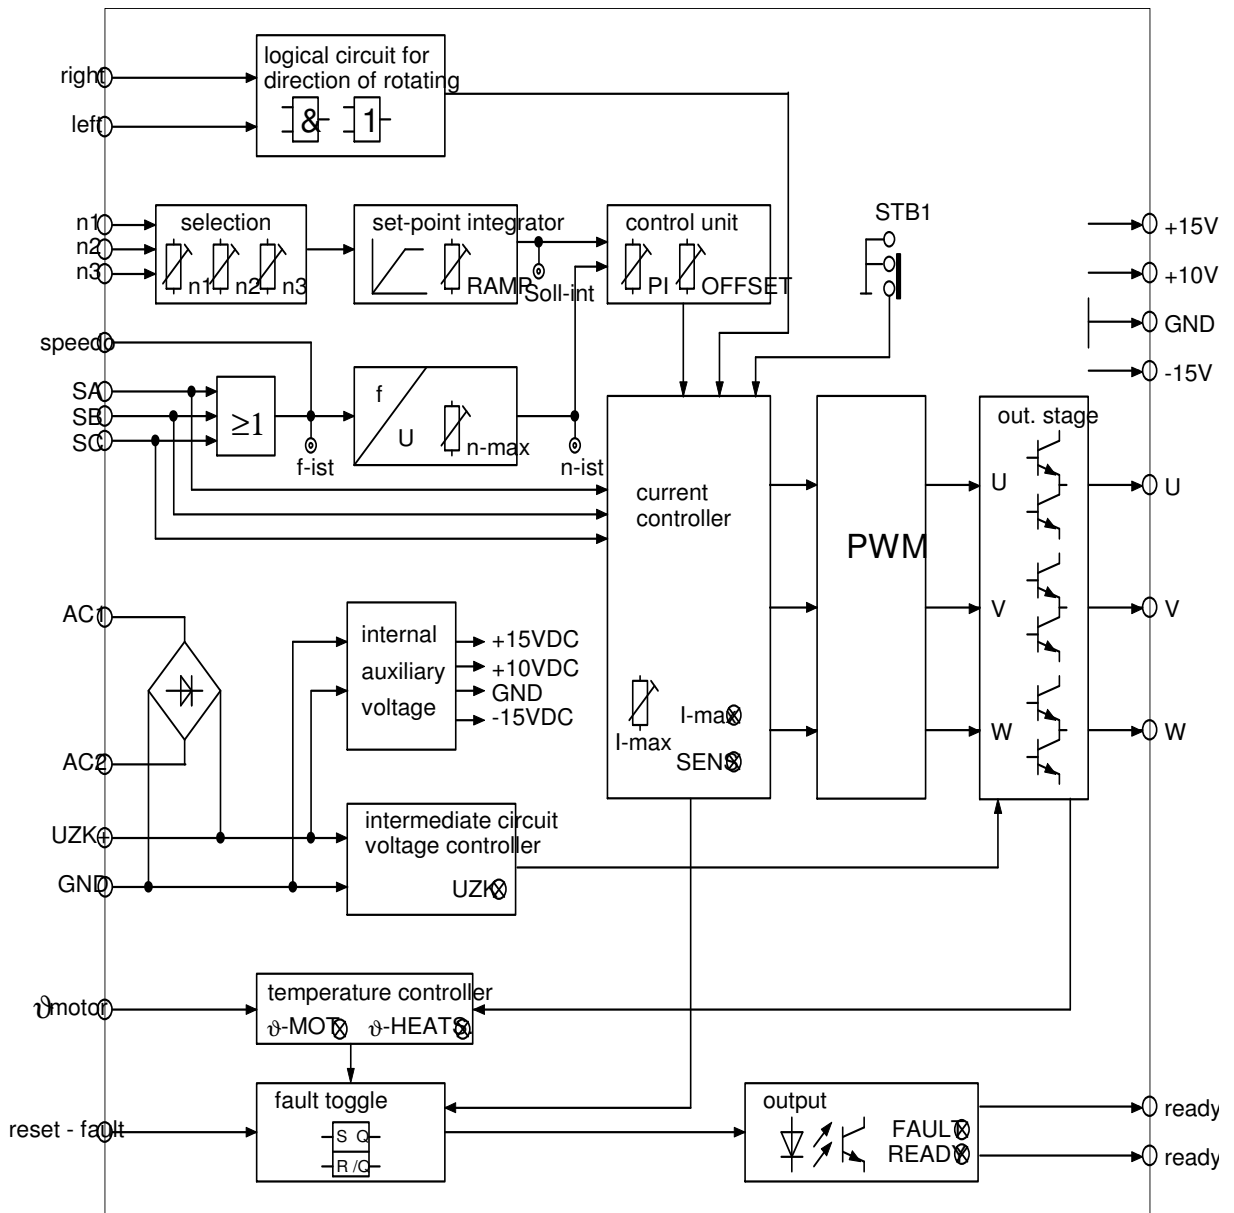 logical circuit for
direction of rotating
right
left
& 1
n1
n2
n3
selection
n1 n2 n3
set-point integrator
RAMP
Soll-int
control unit
PI OFFSET
STB1
+15V
+10V
GND
-15V
speedo
SA
SB
SC
≥1
f-ist
f
U
n-max
n-ist
current
controller
I-max
I-max
SENS
PWM
out. stage
U
V
W
U
V
W
AC1
AC2
internal
auxiliary
voltage
+15VDC
+10VDC
GND
-15VDC
UZK+
GND
intermediate circuit
voltage controller
UZK
ϑmotor
temperature controller
ϑ-MOT ϑ-HEATS.
reset - fault
fault toggle
S Q
R /Q
output
FAULT
READY
ready
ready